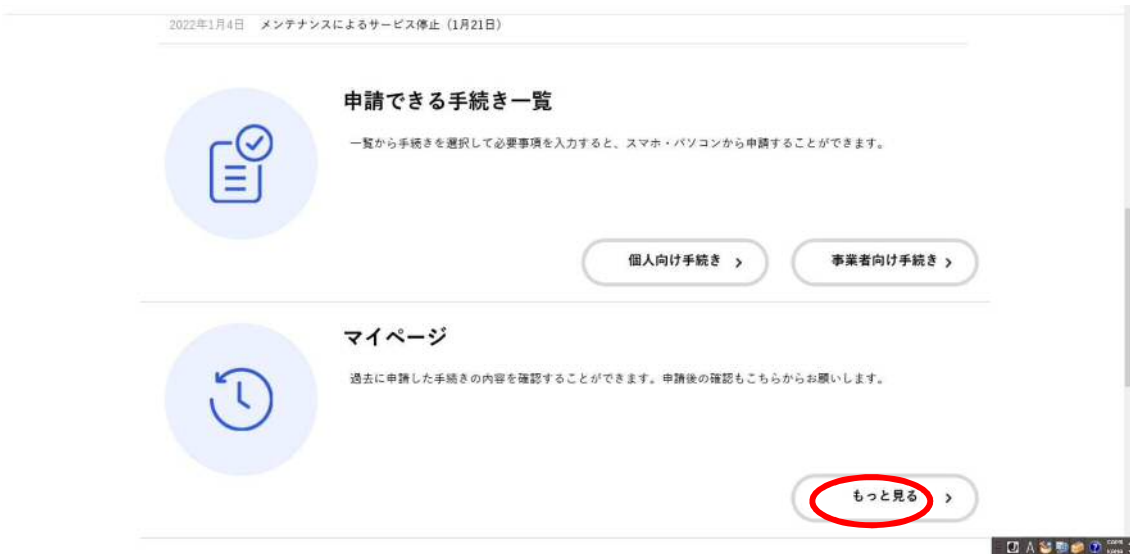 2022年1月4日 メンテナンスによるサービス停止（1月21日）
申請できる手続き一覧
一覧から手続きを選択して必要事項を入力すると、スマホ・パソコンから申請することができます。
個人向け手続き
事業者向け手続き
マイページ
過去に申請した手続きの内容を確認することができます。申請後の確認もこちらからお願いします。
もっと見る
A
CAPS
KANA